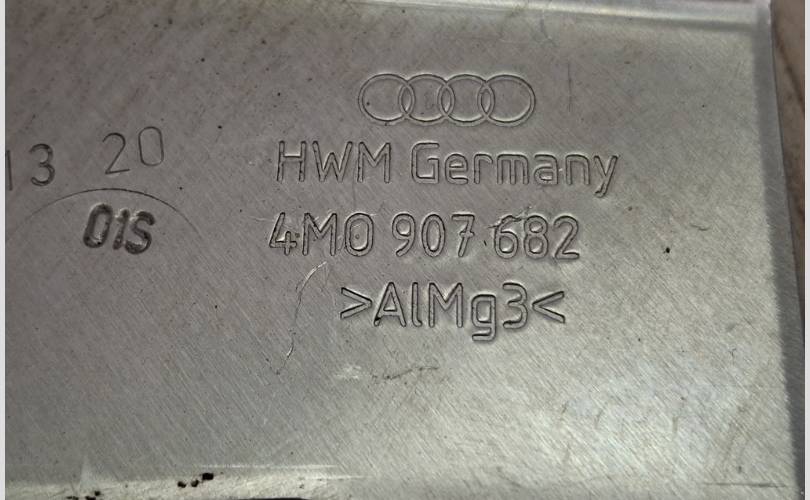 13 20
01S
HWM Germany
4M0 907 682
>AlMg3<